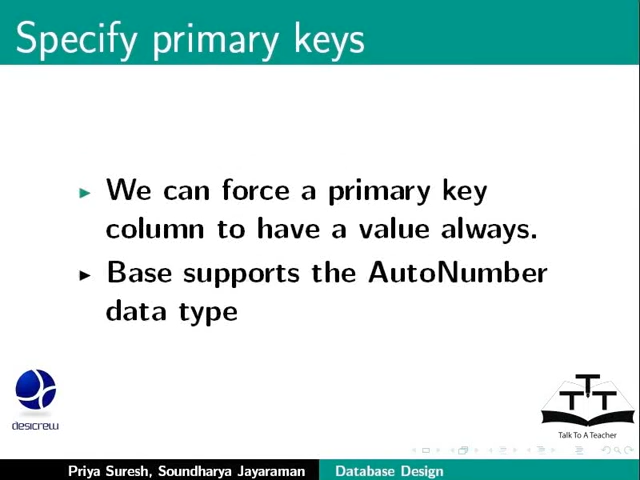 Specify primary keys
We can force a primary key
column to have a value always.
Base supports the AutoNumber
data type
desicrew
T T T
Talk To A Teacher
Priya Suresh, Soundharya Jayaraman Database Design